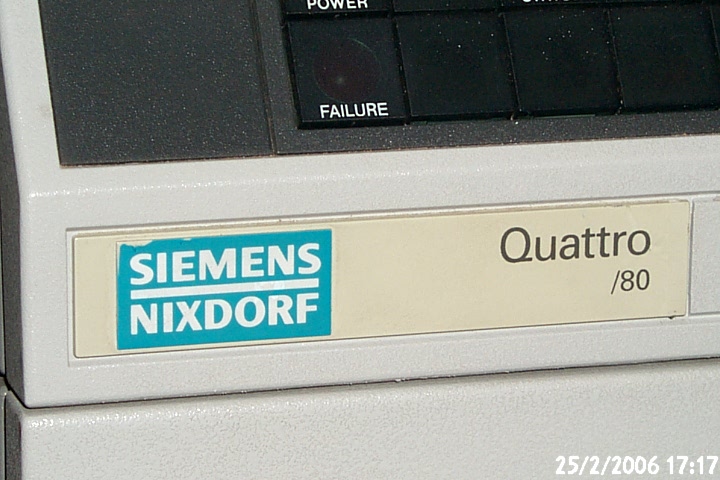 POWER
FAILURE
SIEMENS
NIXDORF
Quattro
/80
25/2/2006 17:17